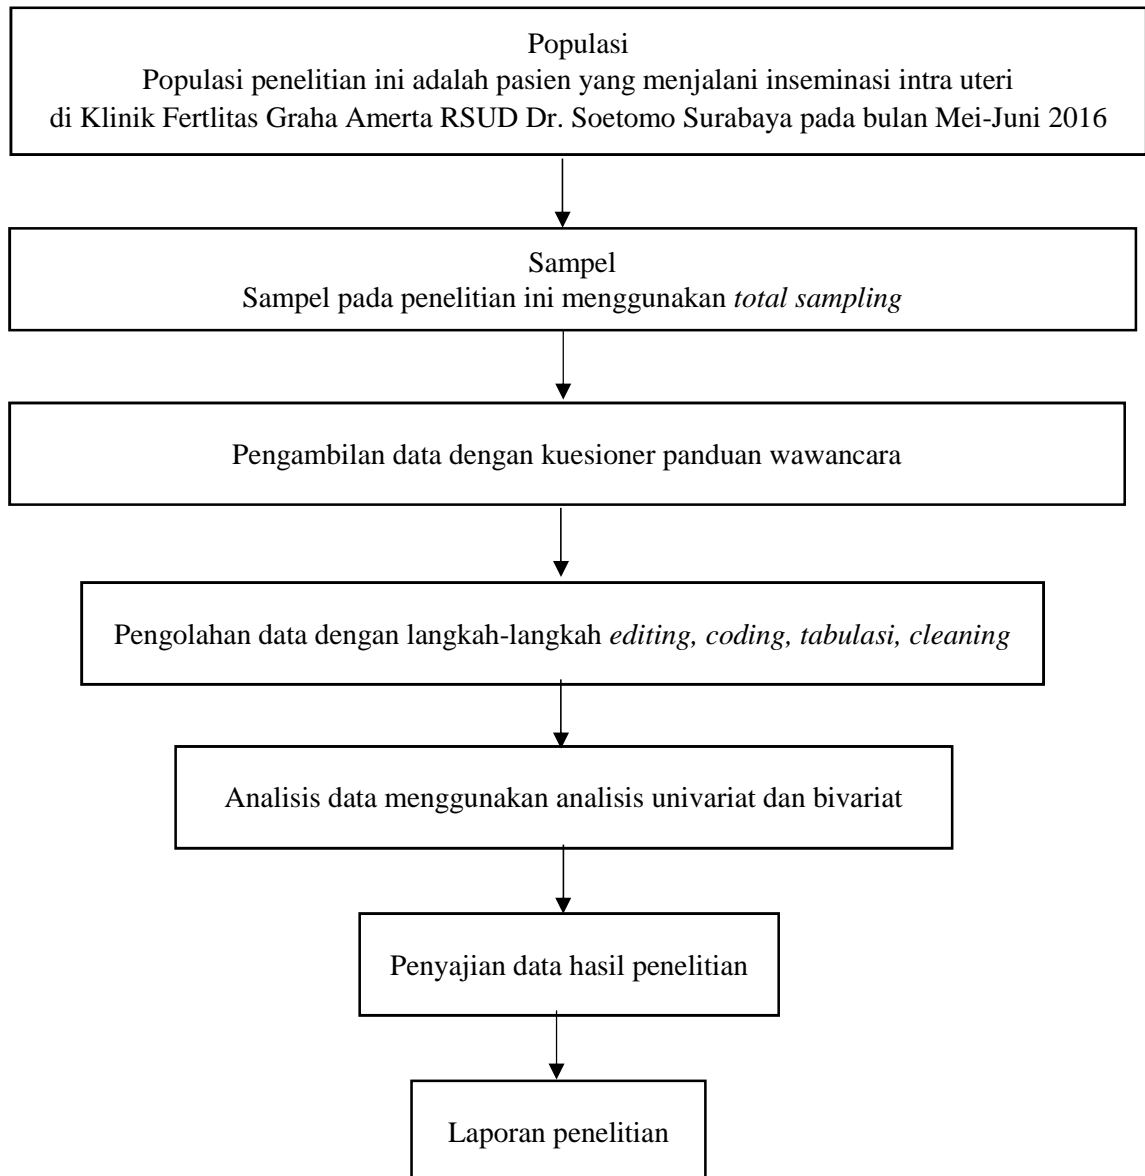 Populasi
Populasi penelitian ini adalah pasien yang menjalani inseminasi intra uteri
di Klinik Fertlitas Graha Amerta RSUD Dr. Soetomo Surabaya pada bulan Mei-Juni 2016
Sampel
Sampel pada penelitian ini menggunakan total sampling
Pengambilan data dengan kuesioner panduan wawancara
Pengolahan data dengan langkah-langkah editing, coding, tabulasi, cleaning
Analisis data menggunakan analisis univariat dan bivariat
Penyajian data hasil penelitian
Laporan penelitian